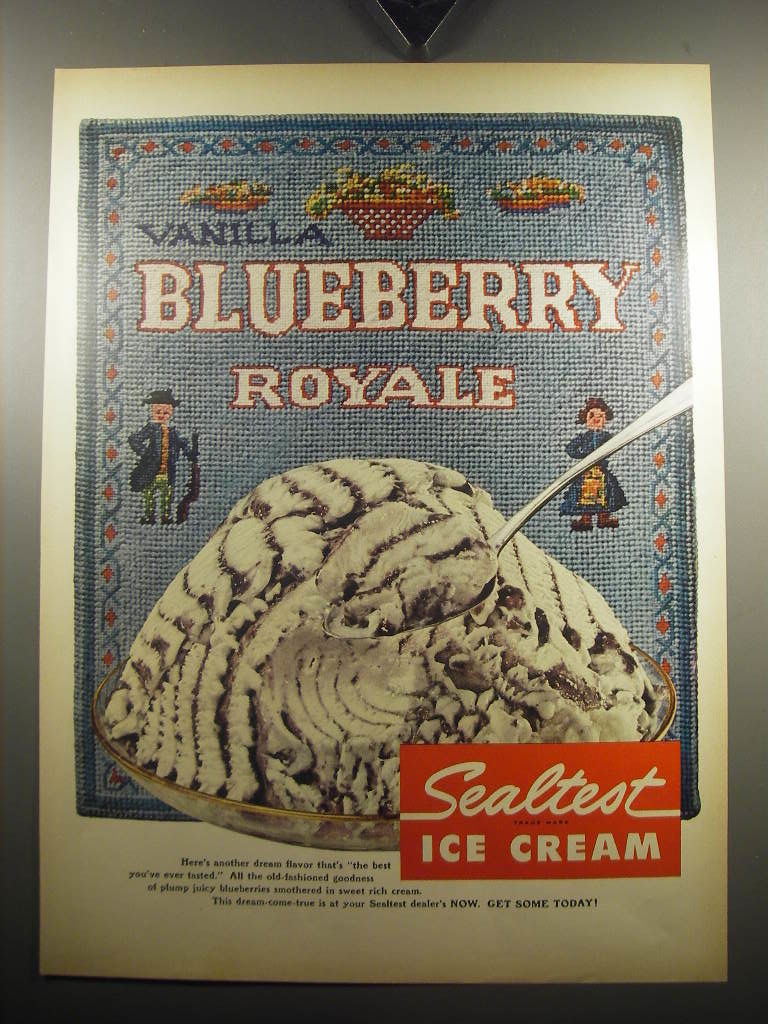 VANILLA
BLUEBERRY
ROYALE
Sealtest
TRADE MARK
ICE CREAM
Here's another dream flavor that's "the best
you've ever tasted." All the old-fashioned goodness
of plump juicy blueberries smothered in sweet rich cream.
This dream-come-true is at your Sealtest dealer's NOW. GET SOME TODAY!